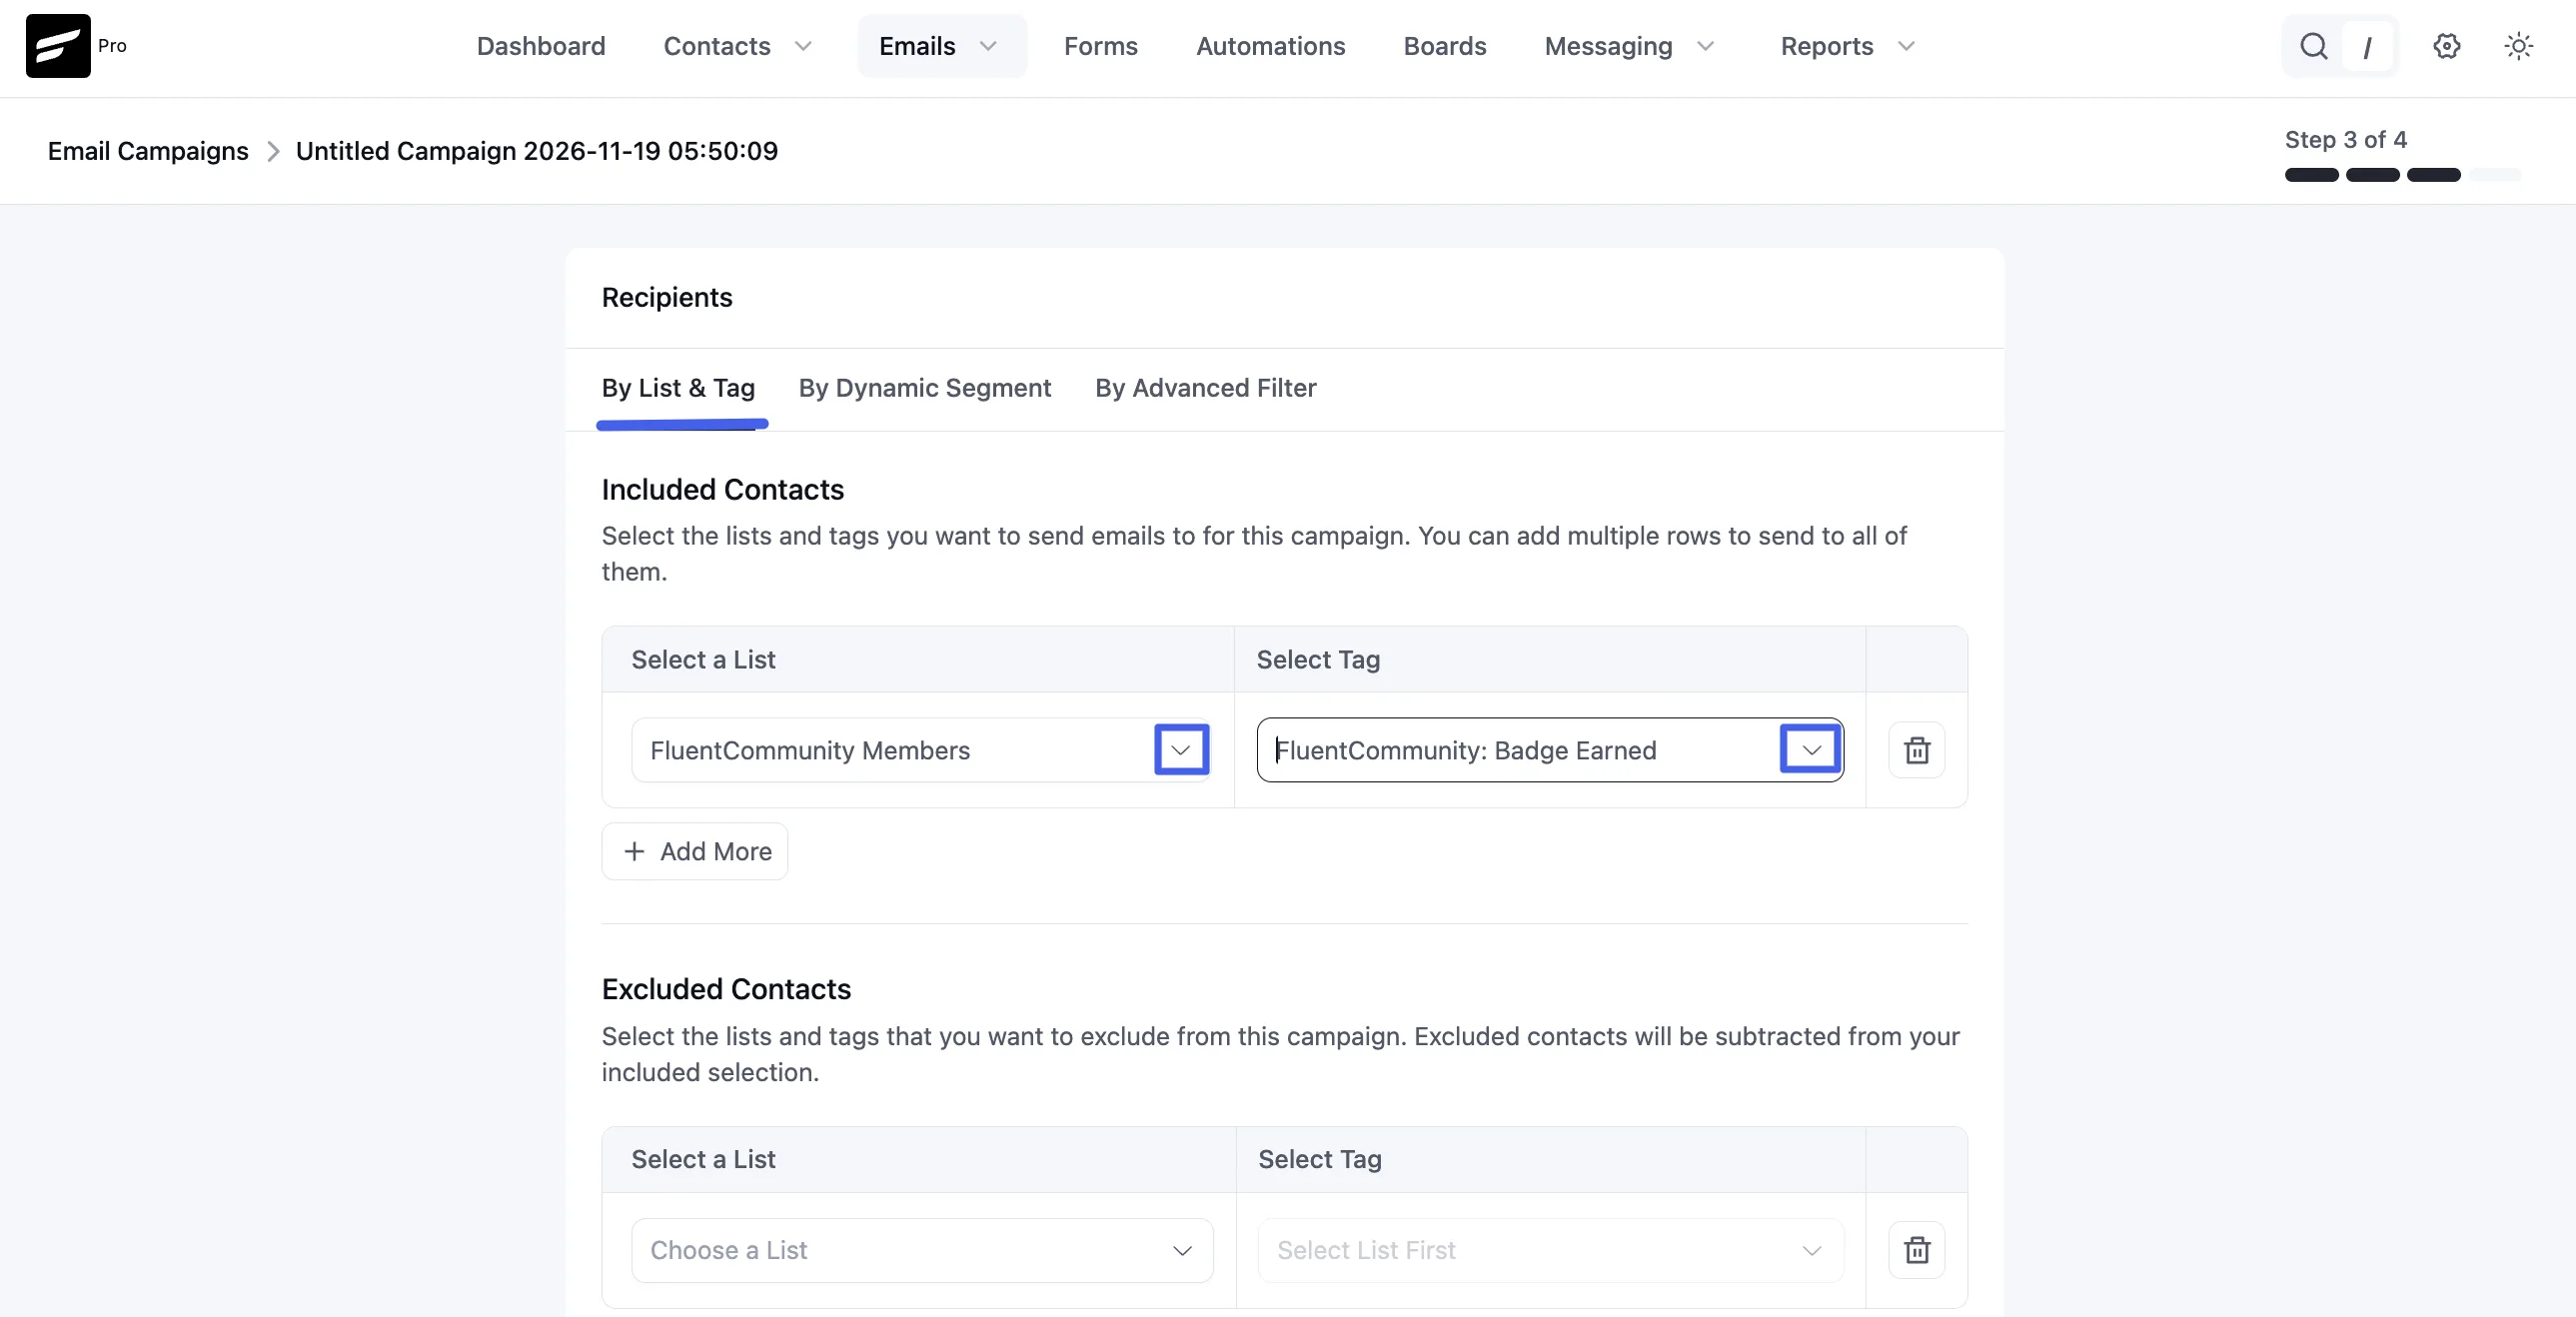 Pro
Dashboard
Contacts
Emails
Forms
Automations
Boards
Messaging
Reports
/
Email Campaigns
Untitled Campaign 2026-11-19 05:50:09
Step 3 of 4
Recipients
By List & Tag
By Dynamic Segment
By Advanced Filter
Included Contacts
Select the lists and tags you want to send emails to for this campaign. You can add multiple rows to send to all of
them.
Select a List
Select Tag
FluentCommunity Members
FluentCommunity: Badge Earned
Add More
Excluded Contacts
Select the lists and tags that you want to exclude from this campaign. Excluded contacts will be subtracted from your
included selection.
Select a List
Select Tag
Choose a List
Select List First